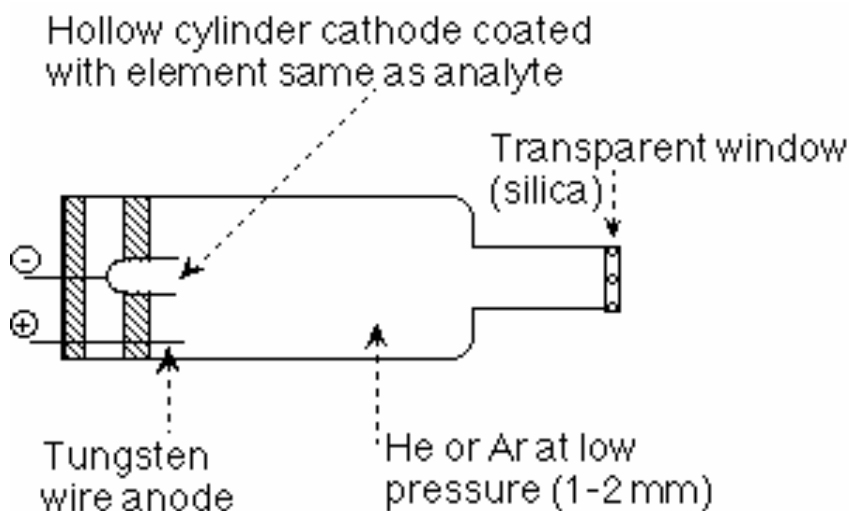 Hollow cylinder cathode coated
with element same as analyte
Transparent window
(silica)
-
+
Tungsten
wire anode
He or Ar at low
pressure (1-2 mm)